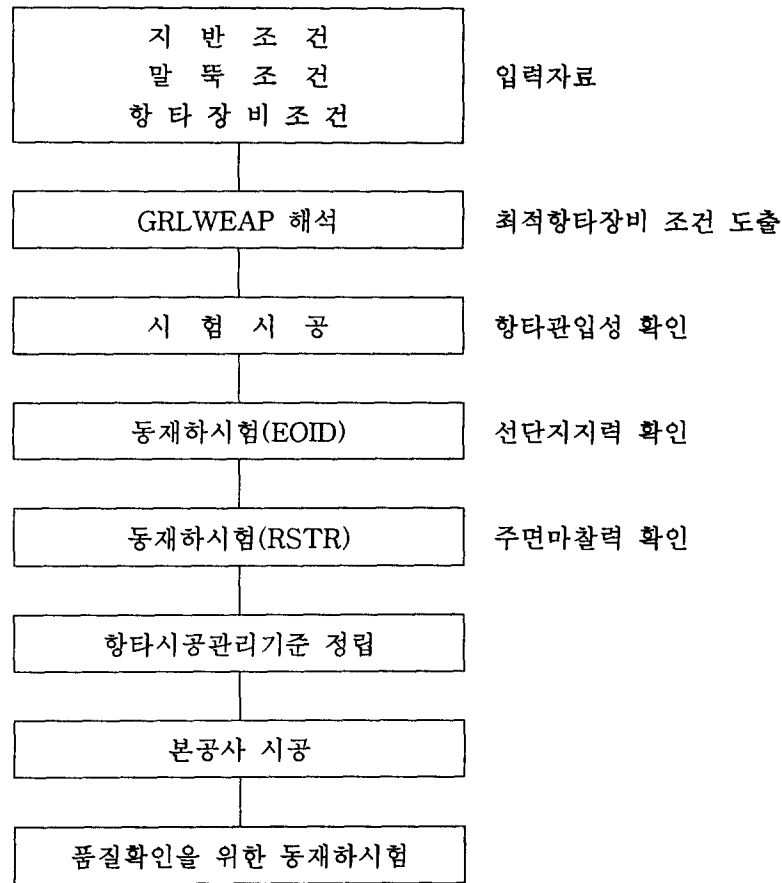 지 반 조 건
말 뚝 조 건
항 타 장 비 조 건
입력자료
GRLWEAP 해석
최적항타장비 조건 도출
시 험 시 공
항타관입성 확인
동재하시험(EOID)
선단지지력 확인
동재하시험(RSTR)
주면마찰력 확인
항타시공관리기준 정립
본공사 시공
품질확인을 위한 동재하시험